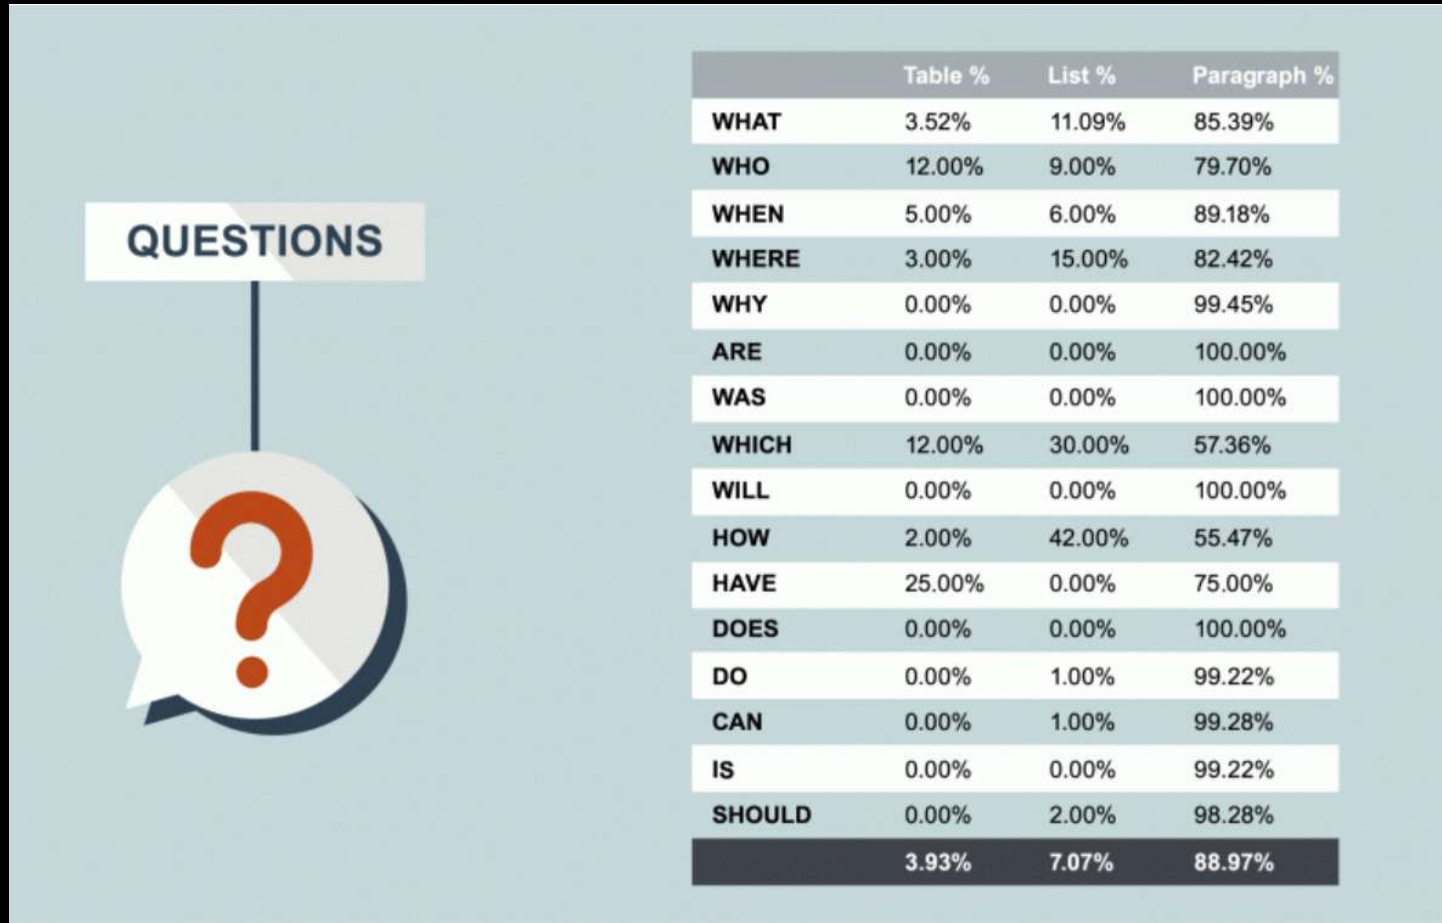 QUESTIONS
Table % List % Paragraph %
WHAT 3.52% 11.09% 85.39%
WHO 12.00% 9.00% 79.70%
WHEN 5.00% 6.00% 89.18%
WHERE 3.00% 15.00% 82.42%
WHY 0.00% 0.00% 99.45%
ARE 0.00% 0.00% 100.00%
WAS 0.00% 0.00% 100.00%
WHICH 12.00% 30.00% 57.36%
WILL 0.00% 0.00% 100.00%
HOW 2.00% 42.00% 55.47%
HAVE 25.00% 0.00% 75.00%
DOES 0.00% 0.00% 100.00%
DO 0.00% 1.00% 99.22%
CAN 0.00% 1.00% 99.28%
IS 0.00% 0.00% 99.22%
SHOULD 0.00% 2.00% 98.28%
3.93% 7.07% 88.97%
?